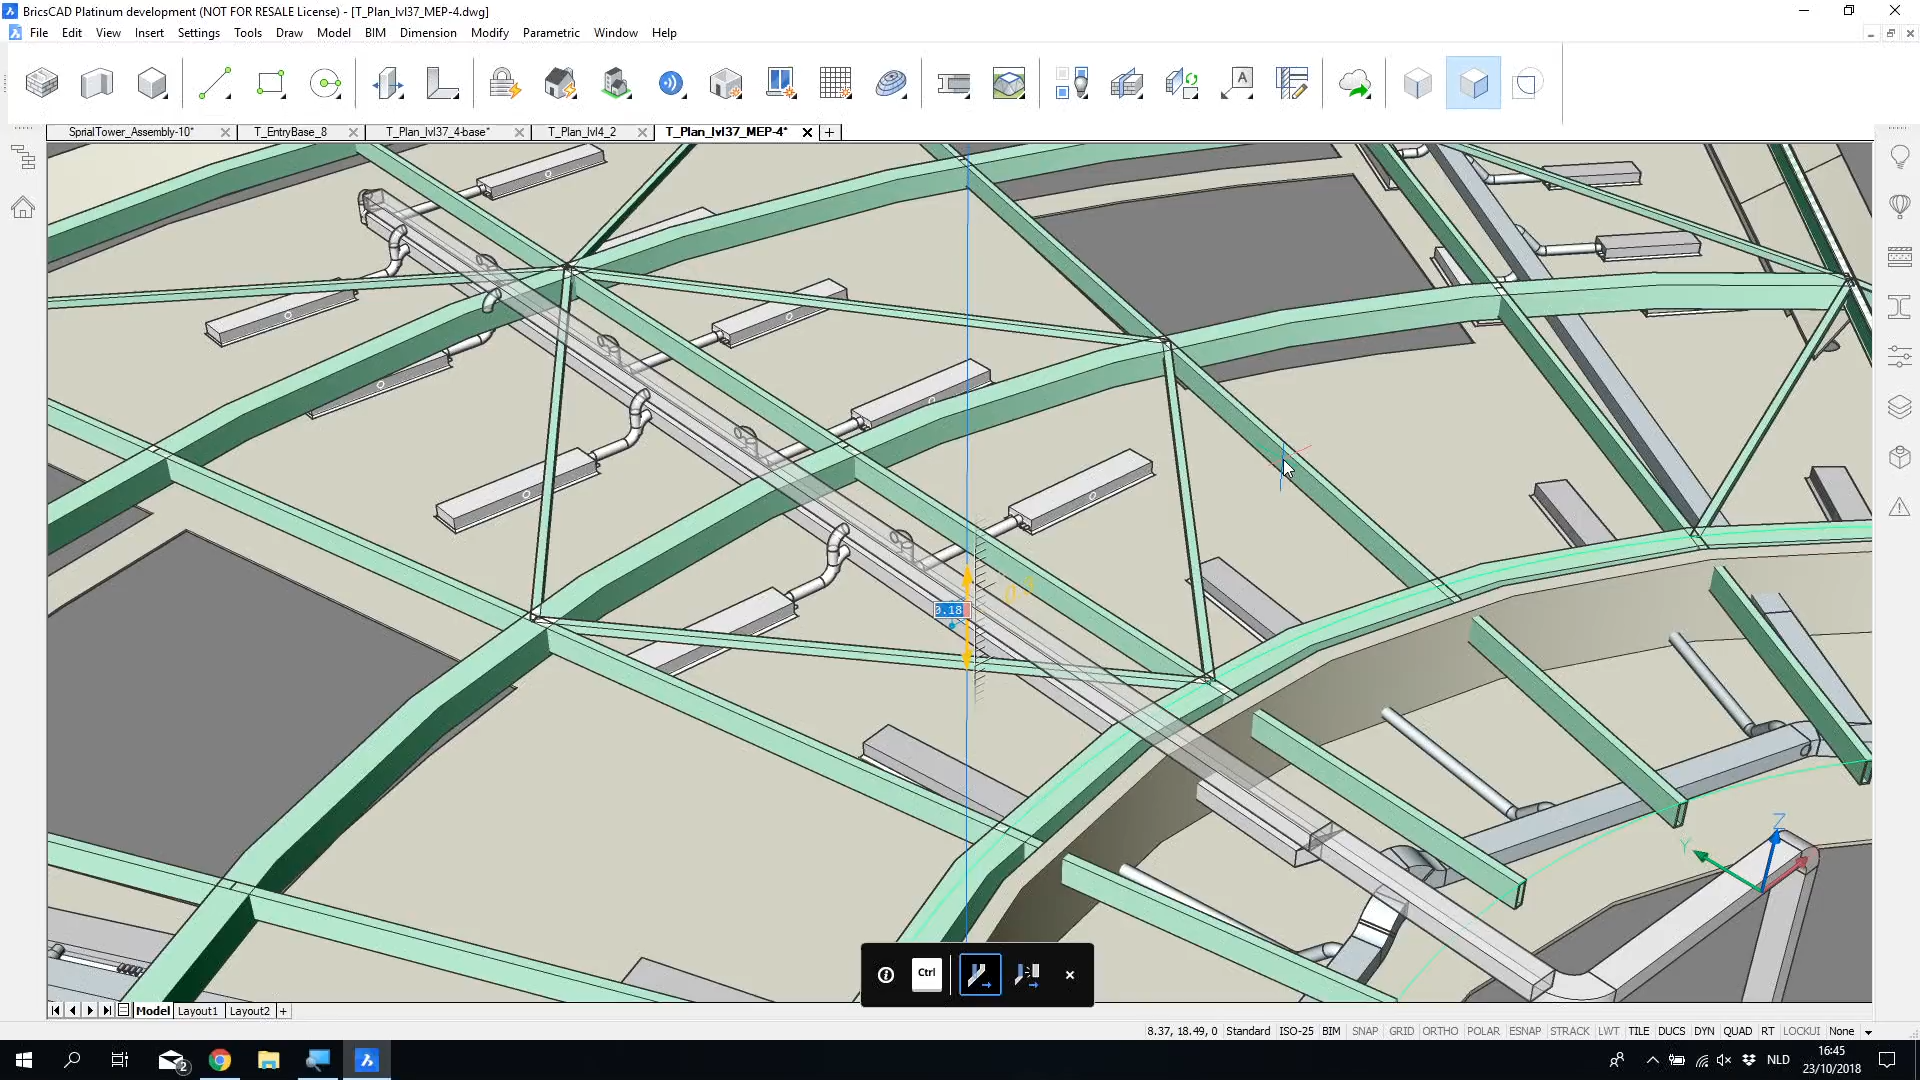 BricsCAD Platinum development (NOT FOR RESALE License) - [T_Plan_lvl37_MEP-4.dwg]
File Edit View Insert Settings Tools Draw Model BIM Dimension Modify Parametric Window Help
A
SprialTower_Assembly-10* T_EntryBase_8 T_Plan_lvl37_4-base* T_Plan_lvl4_2 T_Plan_lvl37_MEP-4*
0.18
Z
Y
Ctrl
Model Layout1 Layout2
8.37, 18.49, 0 Standard ISO-25 BIM SNAP GRID ORTHO POLAR ESNAP STRACK LWT TILE DUCS DYN QUAD RT LOCKUI None
2
NLD
16:45
23/10/2018